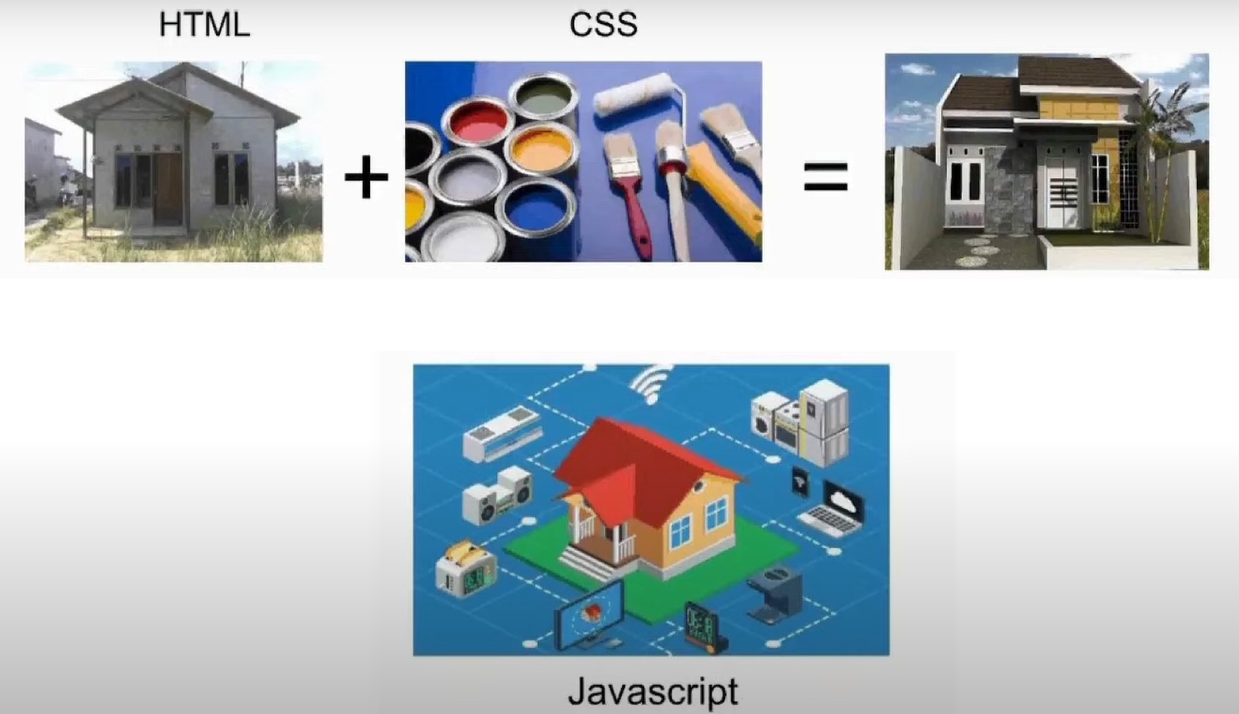 HTML
CSS
+
=
Javascript